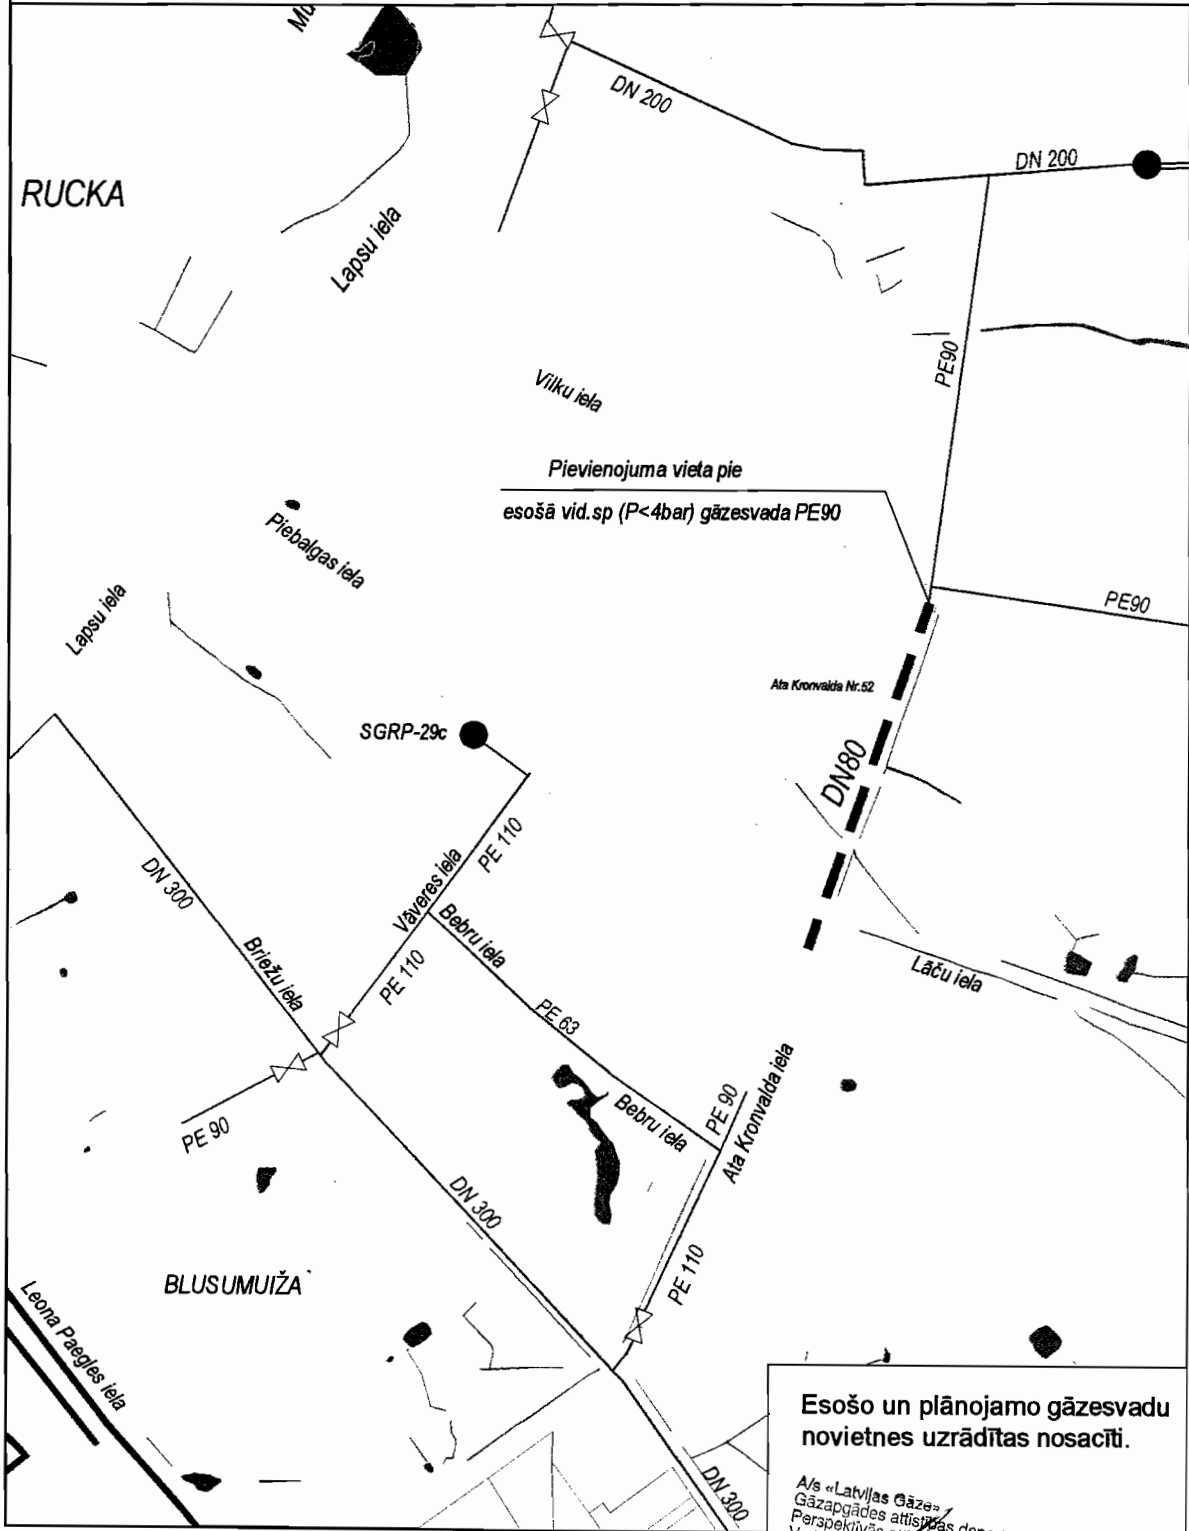 DN 200
DN 200
RUCKA
Lapsu iela
PE90
Vilku iela
Pievienojuma vieta pie
esošā vid.sp (P<4bar) gāzesvada PE90
Piebalgas iela
Lapsu iela
PE90
Ata Kronvalda Nr.52
SGRP-29c
DN80
PE 110
DN 300
Vāveres iela
Bebru iela
Briežu iela
PE 110
Lāču iela
PE 63
PE 90
Bebru iela
PE 90
Ata Kronvalda iela
DN 300
PE 110
BLUSUMUIŽA
Leona Paegles iela
DN 300
Esošo un plānojamo gāzesvadu
novietnes uzrādītas nosacīti.
A/s «Latvijas Gāze»
Gāzapgādes attīstības